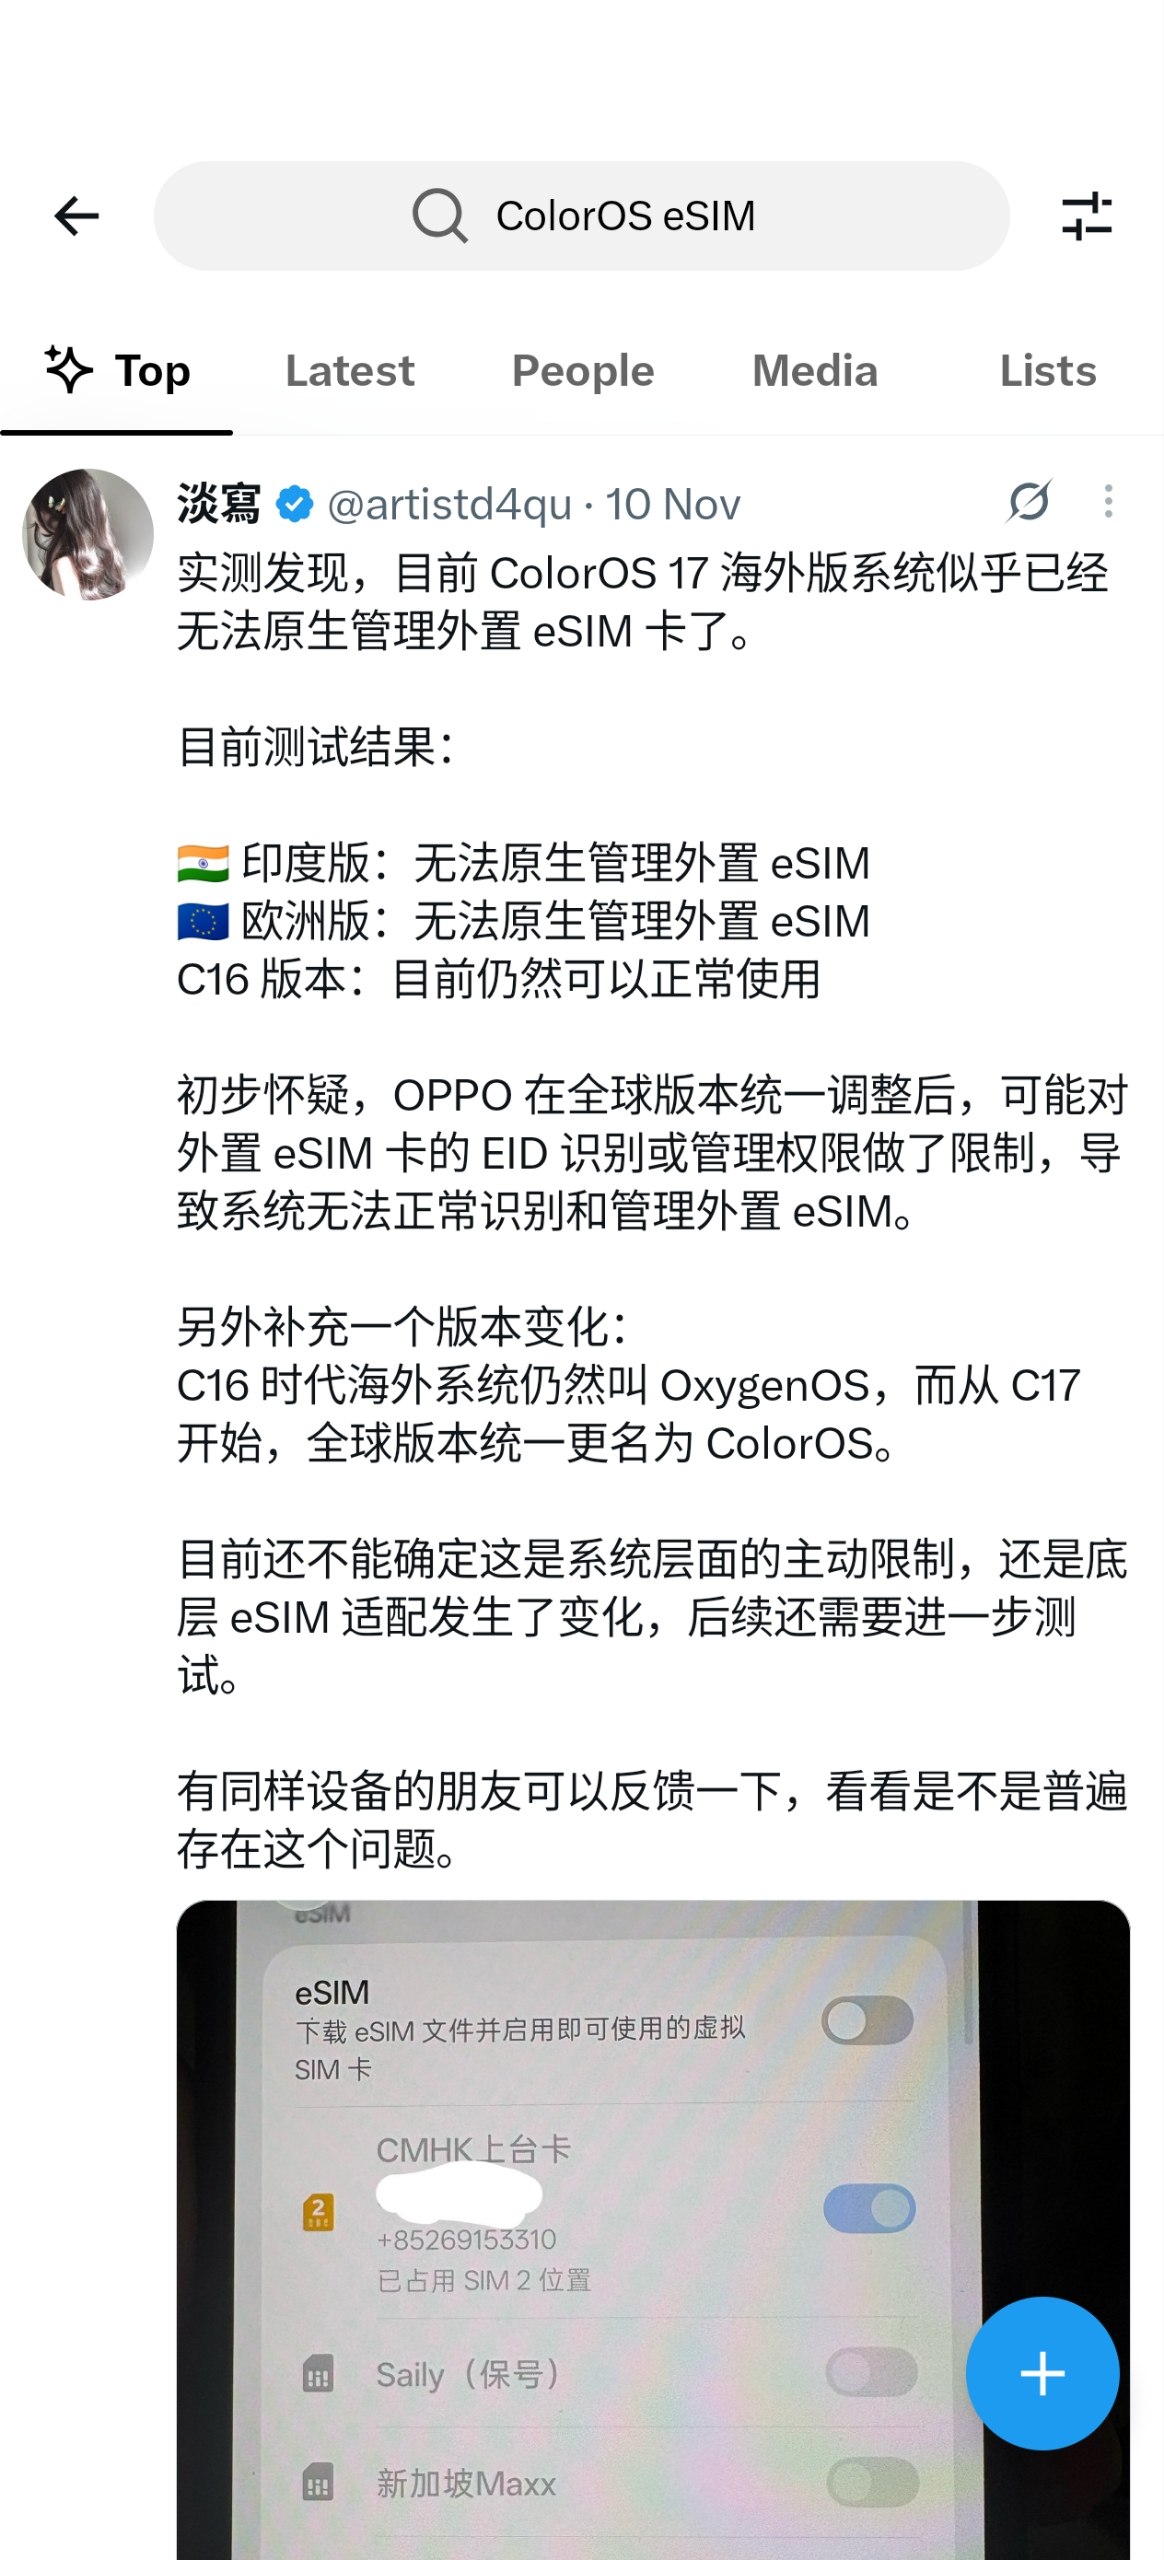 ColorOS eSIM
Top
Latest
People
Media
Lists
淡寫 @artistd4qu · 10 Nov
实测发现，目前 ColorOS 17 海外版系统似乎已经
无法原生管理外置 eSIM 卡了。
目前测试结果：
🇮🇳 印度版：无法原生管理外置 eSIM
🇪🇺 欧洲版：无法原生管理外置 eSIM
C16 版本：目前仍然可以正常使用
初步怀疑，OPPO 在全球版本统一调整后，可能对
外置 eSIM 卡的 EID 识别或管理权限做了限制，导
致系统无法正常识别和管理外置 eSIM。
另外补充一个版本变化：
C16 时代海外系统仍然叫 OxygenOS，而从 C17
开始，全球版本统一更名为 ColorOS。
目前还不能确定这是系统层面的主动限制，还是底
层 eSIM 适配发生了变化，后续还需要进一步测
试。
有同样设备的朋友可以反馈一下，看看是不是普遍
存在这个问题。
eSIM
eSIM
下载 eSIM 文件并启用即可使用的虚拟
SIM 卡
CMHK上台卡
2
+85269153310
已占用 SIM 2 位置
Saily（保号）
新加坡Maxx